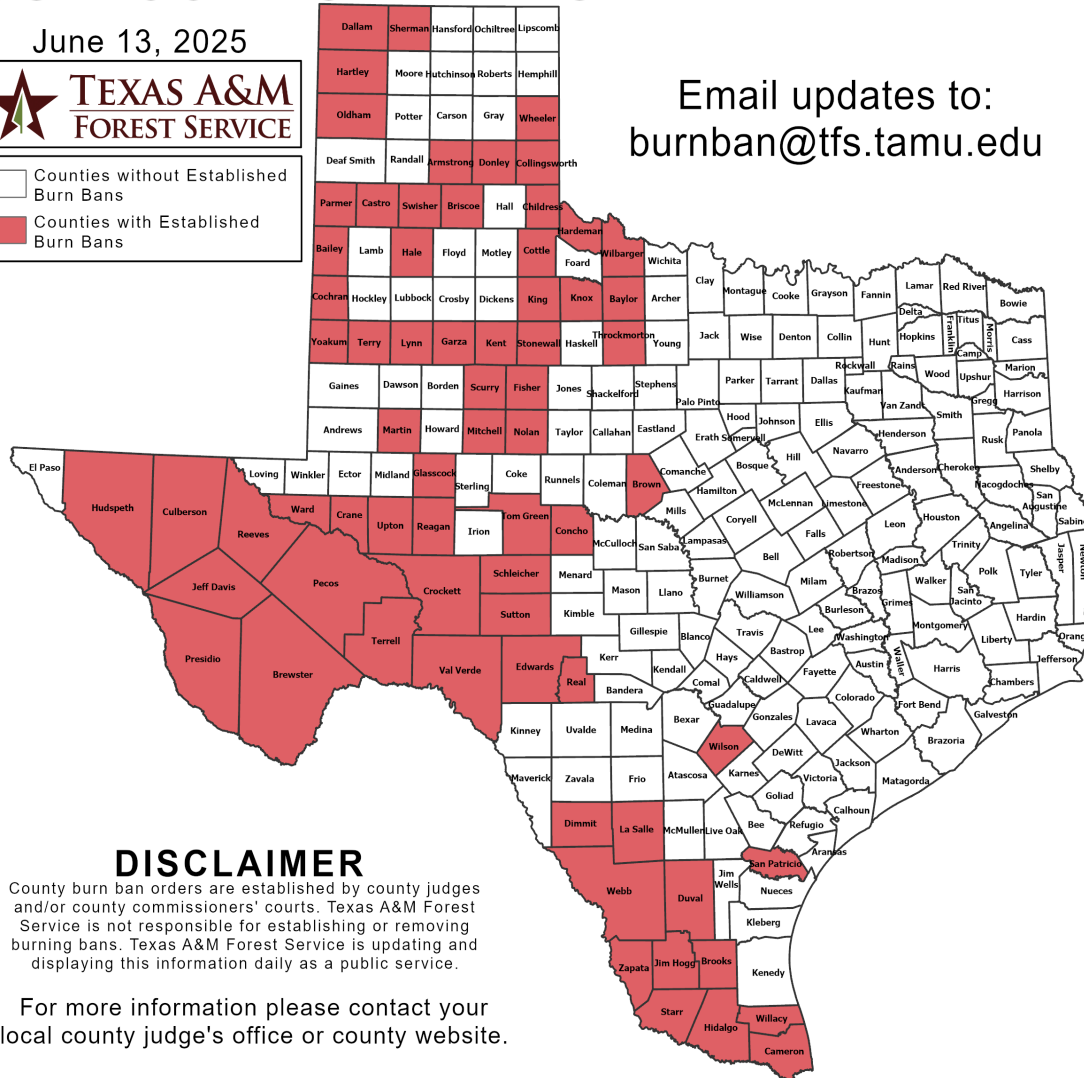 June 13, 2025
TEXAS A&M
FOREST SERVICE
Counties without Established
Burn Bans
Counties with Established
Burn Bans
Email updates to:
burnban@tfs.tamu.edu
Dallam Sherman Hansford Ochiltree Lipscomb
Hartley Moore Hutchinson Roberts Hemphill
Oldham Potter Carson Gray Wheeler
Deaf Smith Randall Armstrong Donley Collingsworth
Parmer Castro Swisher Briscoe Hall Childress
Hardeman
Bailey Lamb Hale Floyd Motley Cottle Foard Wilbarger Wichita
Clay Montague Cooke Grayson Fannin Lamar Red River Bowie
Cochran Hockley Lubbock Crosby Dickens King Knox Baylor Archer
Delta Titus Franklin Morris
Yoakum Terry Lynn Garza Kent Stonewall Haskell Throckmorton Young Jack Wise Denton Collin Hunt Hopkins Cass
Camp
Rockwall Rains Wood Upshur Marion
Gaines Dawson Borden Scurry Fisher Jones Shackelford Stephens Palo Pinto Parker Tarrant Dallas Kaufman Van Zandt Gregg Harrison
Smith
Andrews Martin Howard Mitchell Nolan Taylor Callahan Eastland Erath Somervell Hood Johnson Ellis Henderson Rusk Panola
Navarro
El Paso Loving Winkler Ector Midland Glasscock Sterling Coke Runnels Coleman Brown Comanche Bosque Hill Anderson Cherokee Shelby
Hamilton Freestone Nacogdoches San Augustine
Hudspeth Culberson Ward Crane Upton Reagan Irion Tom Green Concho Mills McLennan Limestone Sabin
Reeves McCulloch San Saba Lampasas Coryell Falls Leon Houston Angelina
Jeff Davis Pecos Crockett Schleicher Menard Bell Robertson Madison Trinity Jasper Newton
Mason Llano Burnet Milam Walker Polk Tyler
Sutton Kimble Williamson Brazos Grimes San Jacinto
Terrell Gillespie Blanco Travis Lee Burleson Washington Montgomery Liberty Hardin Orang
Presidio Brewster Val Verde Edwards Real Kerr Kendall Hays Bastrop Fayette Austin Waller Harris Jefferson
Bandera Comal Caldwell Chambers
Guadalupe Colorado Fort Bend Galveston
Kinney Uvalde Medina Bexar Gonzales Lavaca Wharton Brazoria
Wilson DeWitt
Maverick Zavala Frio Atascosa Karnes Victoria Jackson Matagorda
Goliad Calhoun
Dimmit La Salle McMullen Live Oak Bee Refugio
San Patricio Aransas
Webb Duval Jim Wells Nueces
Kleberg
Zapata Jim Hogg Brooks Kenedy
Starr Hidalgo Willacy
Cameron
DISCLAIMER
County burn ban orders are established by county judges
and/or county commissioners' courts. Texas A&M Forest
Service is not responsible for establishing or removing
burning bans. Texas A&M Forest Service is updating and
displaying this information daily as a public service.
For more information please contact your
local county judge's office or county website.